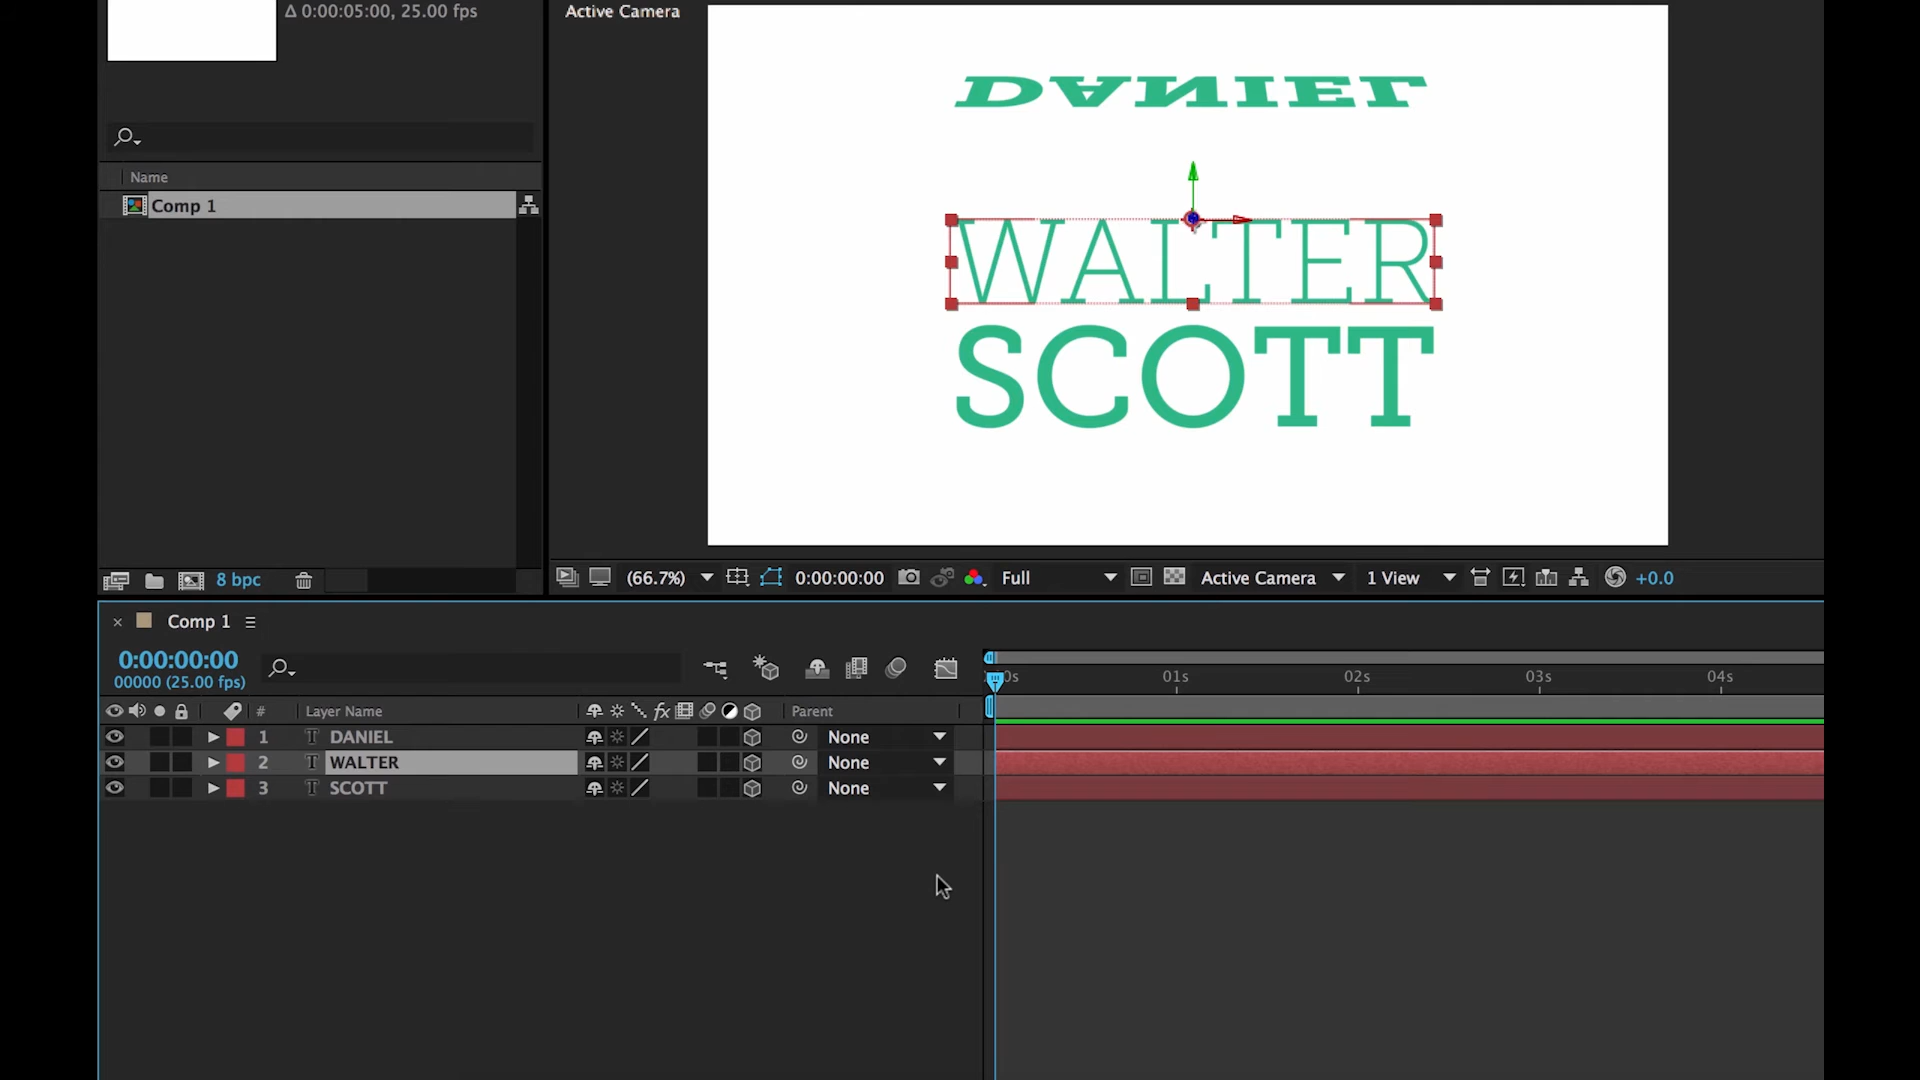 Δ 0:00:05:00, 25.00 fps
Active Camera
DANIEL
WALTER
SCOTT
Name
Comp 1
8 bpc
(66.7%) 0:00:00:00 Full Active Camera 1 View +0.0
× Comp 1
0:00:00:00
00000 (25.00 fps)
0s 01s 02s 03s 04s
# Layer Name fx Parent
1 T DANIEL None
2 T WALTER None
3 T SCOTT None